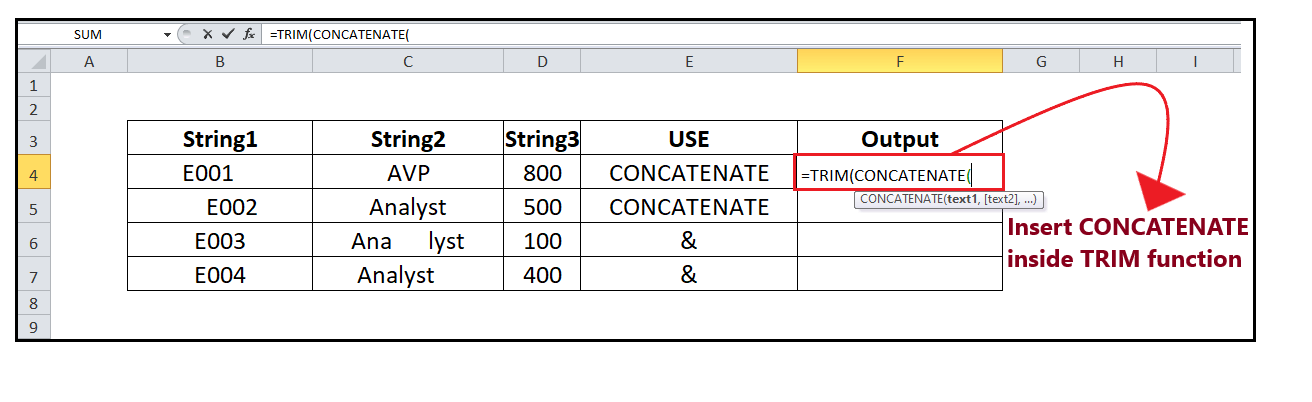 SUM fx =TRIM(CONCATENATE(
A B C D E F G H I
1
2
3 String1 String2 String3 USE Output
4 E001 AVP 800 CONCATENATE =TRIM(CONCATENATE(
CONCATENATE(text1, [text2], ...)
5 E002 Analyst 500 CONCATENATE
Insert CONCATENATE
6 E003 Ana lyst 100 &
inside TRIM function
7 E004 Analyst 400 &
8
9